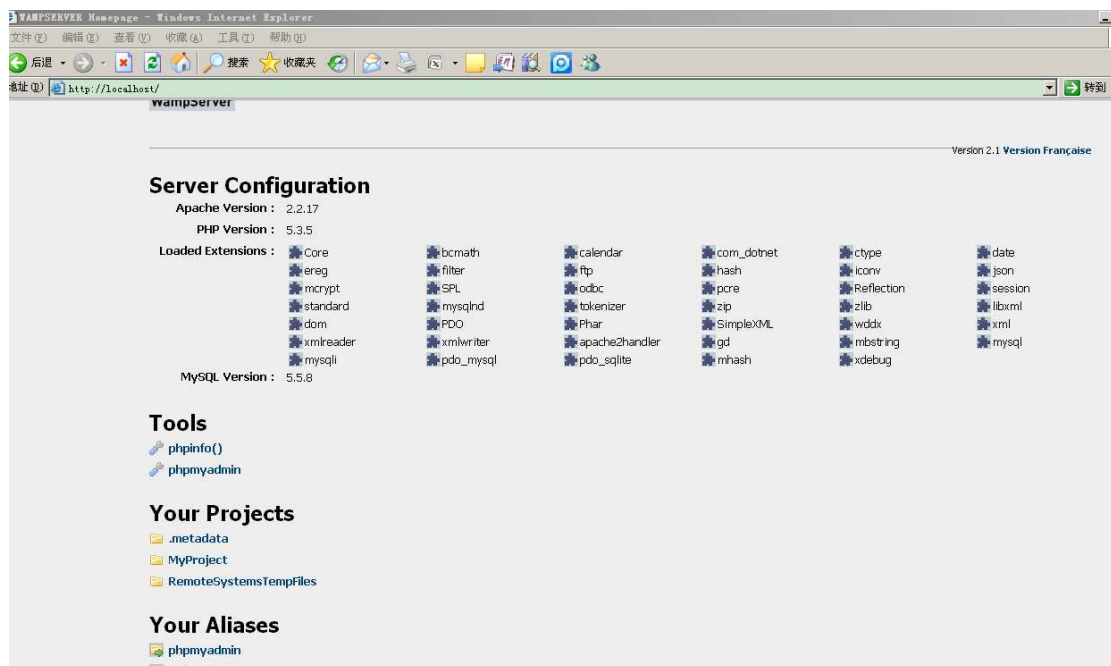 WAMPSERVER Homepage - Windows Internet Explorer
文件(F) 编辑(E) 查看(V) 收藏(A) 工具(T) 帮助(H)
后退 搜索 收藏夹
地址(D) http://localhost/ 转到
WampServer
Version 2.1 Version Française
Server Configuration
Apache Version : 2.2.17
PHP Version : 5.3.5
Loaded Extensions : Core bcmath calendar com_dotnet ctype date
ereg filter ftp hash iconv json
mcrypt SPL odbc pcre Reflection session
standard mysqlnd tokenizer zip zlib libxml
dom PDO Phar SimpleXML wddx xml
xmlreader xmlwriter apache2handler gd mbstring mysql
mysqli pdo_mysql pdo_sqlite mhash xdebug
MySQL Version : 5.5.8
Tools
phpinfo()
phpmyadmin
Your Projects
.metadata
MyProject
RemoteSystemsTempFiles
Your Aliases
phpmyadmin